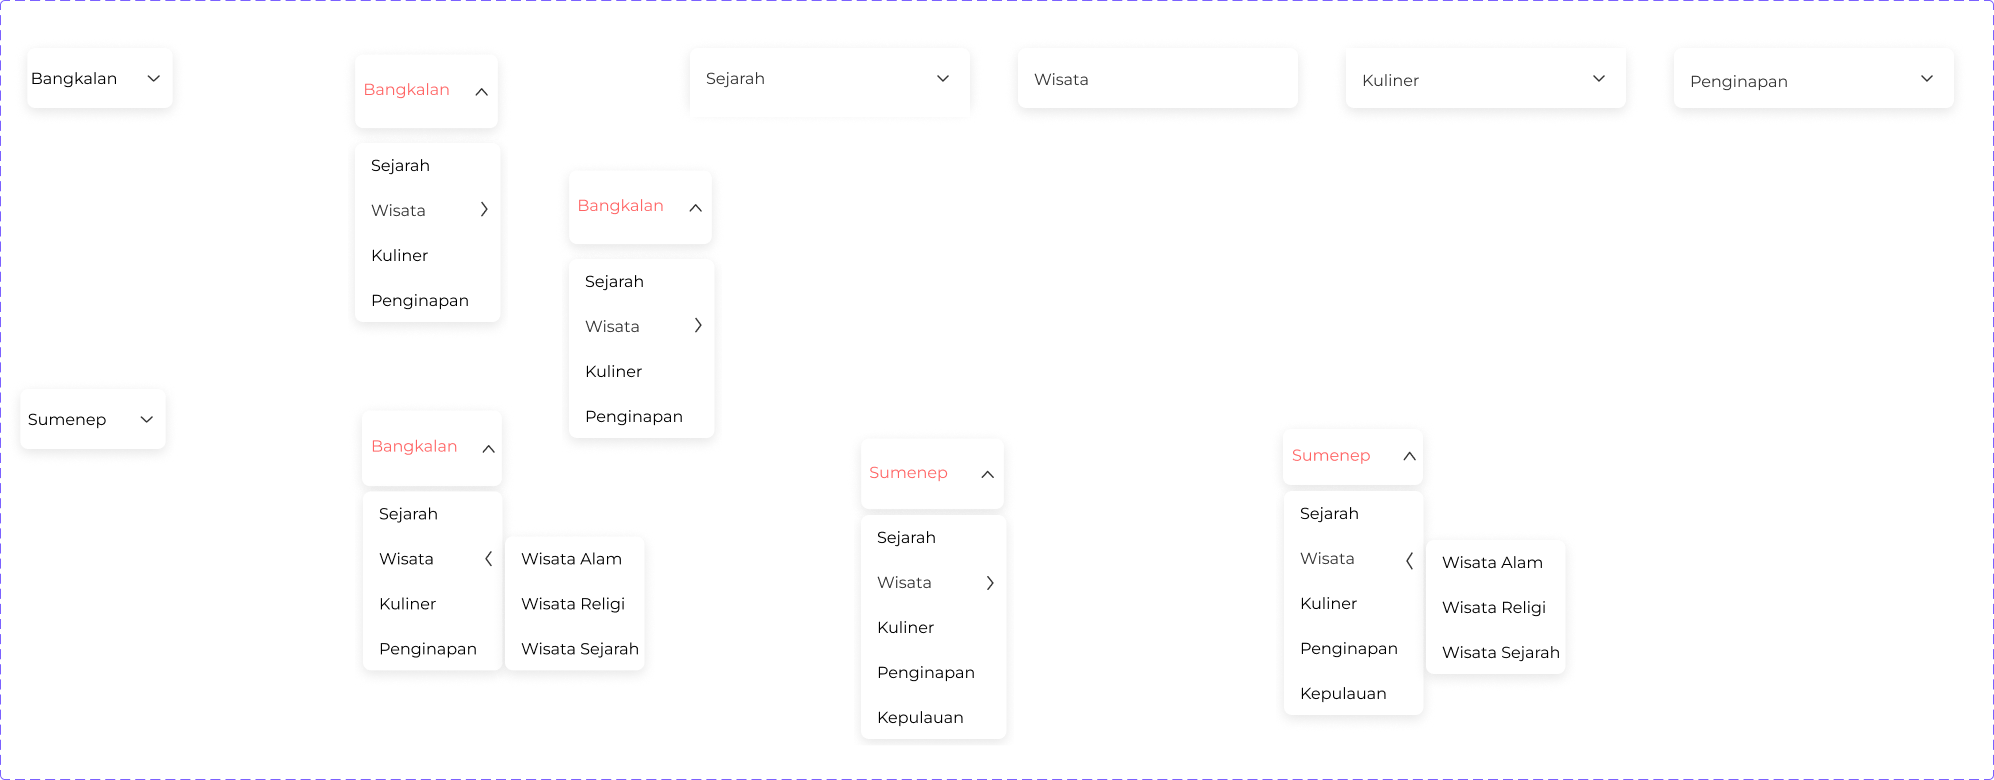 Bangkalan
Bangkalan
Sejarah
Wisata
Kuliner
Penginapan
Sejarah
Wisata
Kuliner
Penginapan
Bangkalan
Sejarah
Wisata
Kuliner
Penginapan
Sumenep
Bangkalan
Sejarah
Wisata
Kuliner
Penginapan
Wisata Alam
Wisata Religi
Wisata Sejarah
Sumenep
Sejarah
Wisata
Kuliner
Penginapan
Kepulauan
Sumenep
Sejarah
Wisata
Kuliner
Penginapan
Kepulauan
Wisata Alam
Wisata Religi
Wisata Sejarah